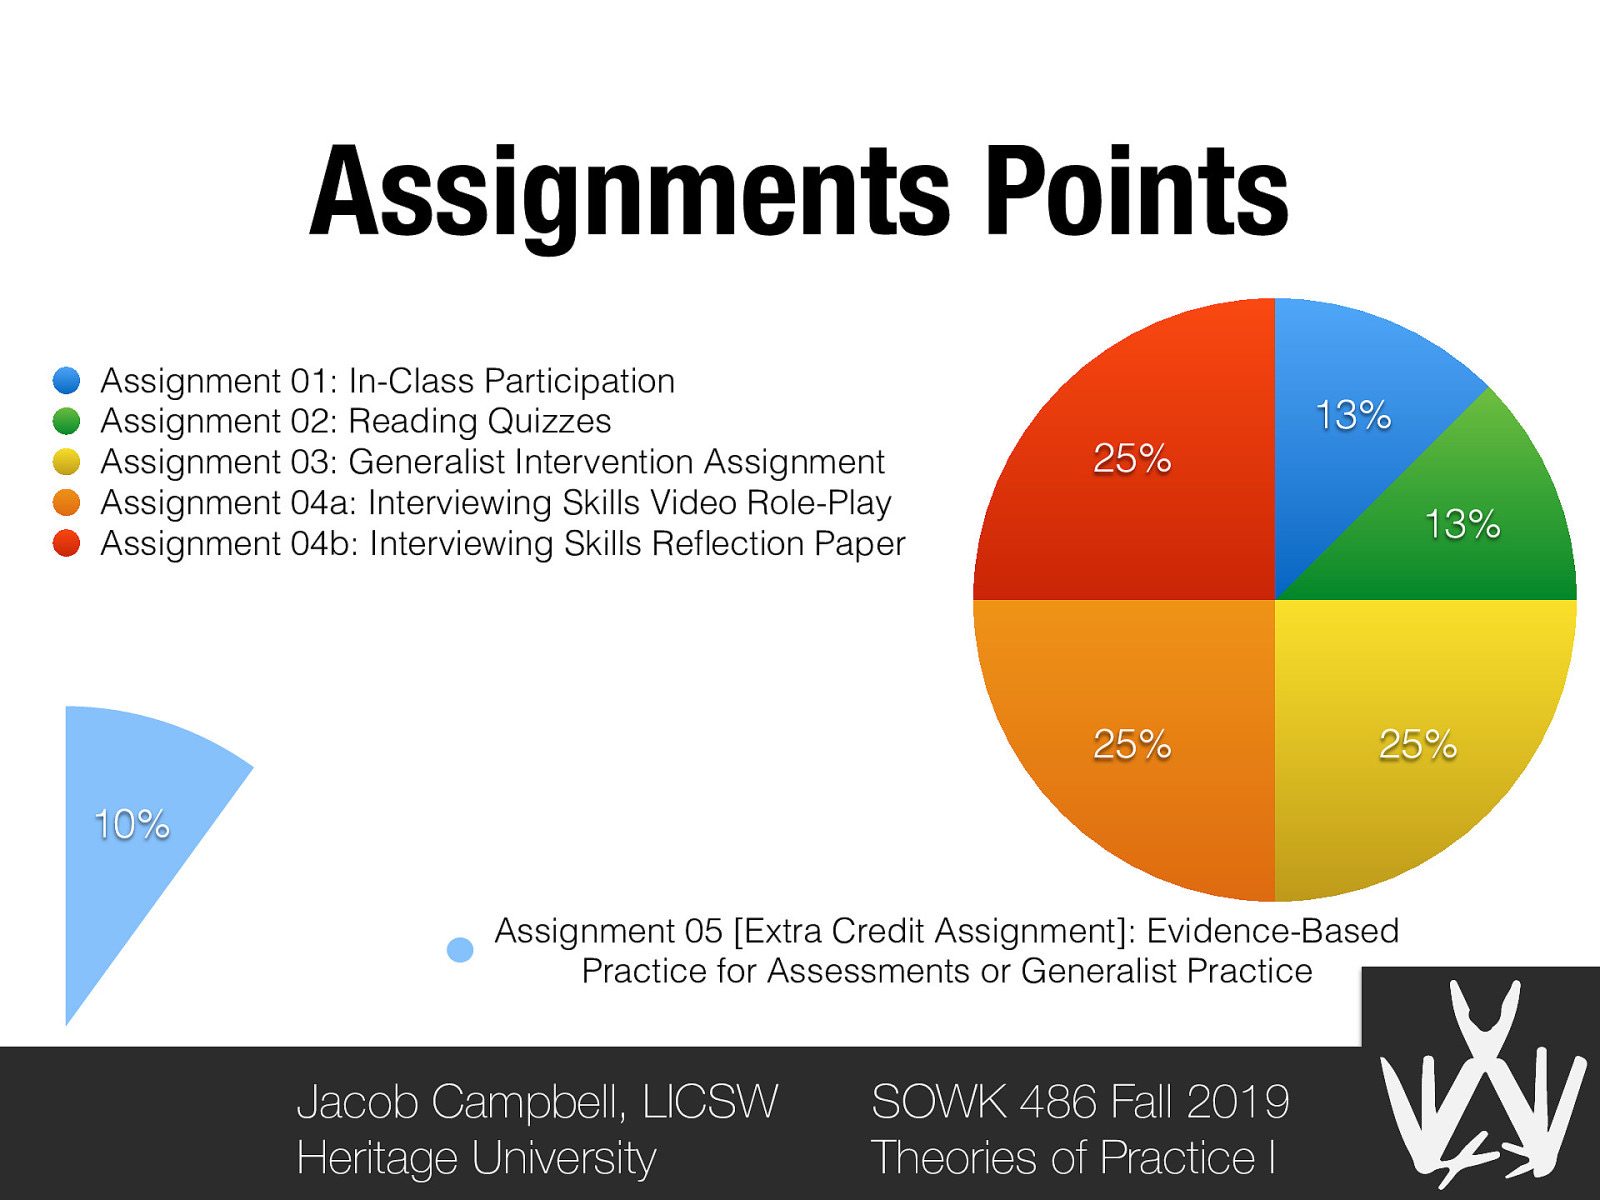 Assignments Points
Assignment 01: In-Class Participation
Assignment 02: Reading Quizzes
Assignment 03: Generalist Intervention Assignment
Assignment 04a: Interviewing Skills Video Role-Play
Assignment 04b: Interviewing Skills Reflection Paper
13%
25%
13%
25%
25%
10%
Assignment 05 [Extra Credit Assignment]: Evidence-Based
Practice for Assessments or Generalist Practice
Jacob Campbell, LICSW
Heritage University
SOWK 486 Fall 2019
Theories of Practice I